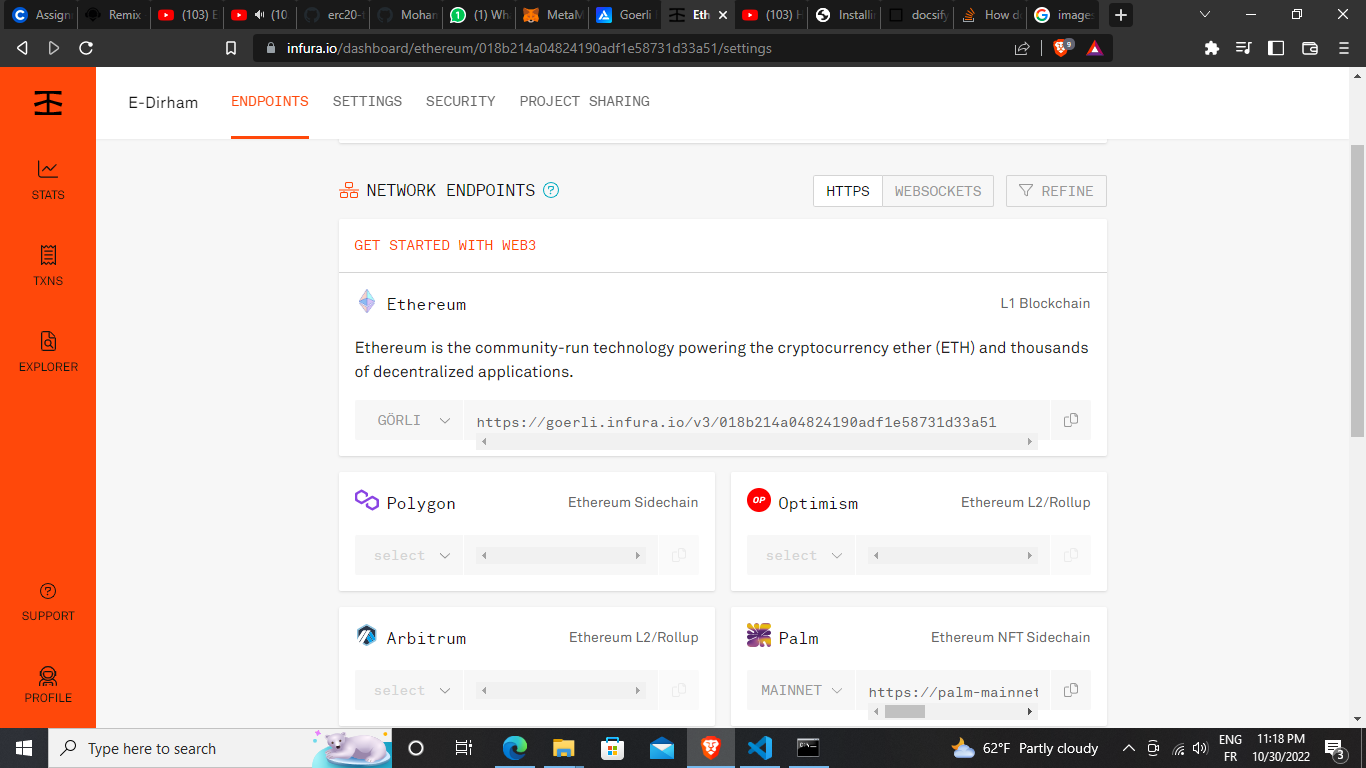 Assign
Remix
(103) E
(10
erc20-t
Mohan
(1) Wha
MetaM
Goerli
Eth
(103) H
Installin
docsify
How do
images
infura.io/dashboard/ethereum/018b214a04824190adf1e58731d33a51/settings
9
E-Dirham
ENDPOINTS
SETTINGS
SECURITY
PROJECT SHARING
STATS
TXNS
EXPLORER
SUPPORT
PROFILE
NETWORK ENDPOINTS ?
HTTPS
WEBSOCKETS
REFINE
GET STARTED WITH WEB3
Ethereum
L1 Blockchain
Ethereum is the community-run technology powering the cryptocurrency ether (ETH) and thousands
of decentralized applications.
GÖRLI
https://goerli.infura.io/v3/018b214a04824190adf1e58731d33a51
Polygon
Ethereum Sidechain
select
OP
Optimism
Ethereum L2/Rollup
select
Arbitrum
Ethereum L2/Rollup
select
Palm
Ethereum NFT Sidechain
MAINNET
https://palm-mainnet
Type here to search
62°F Partly cloudy
ENG
FR
11:18 PM
10/30/2022
3